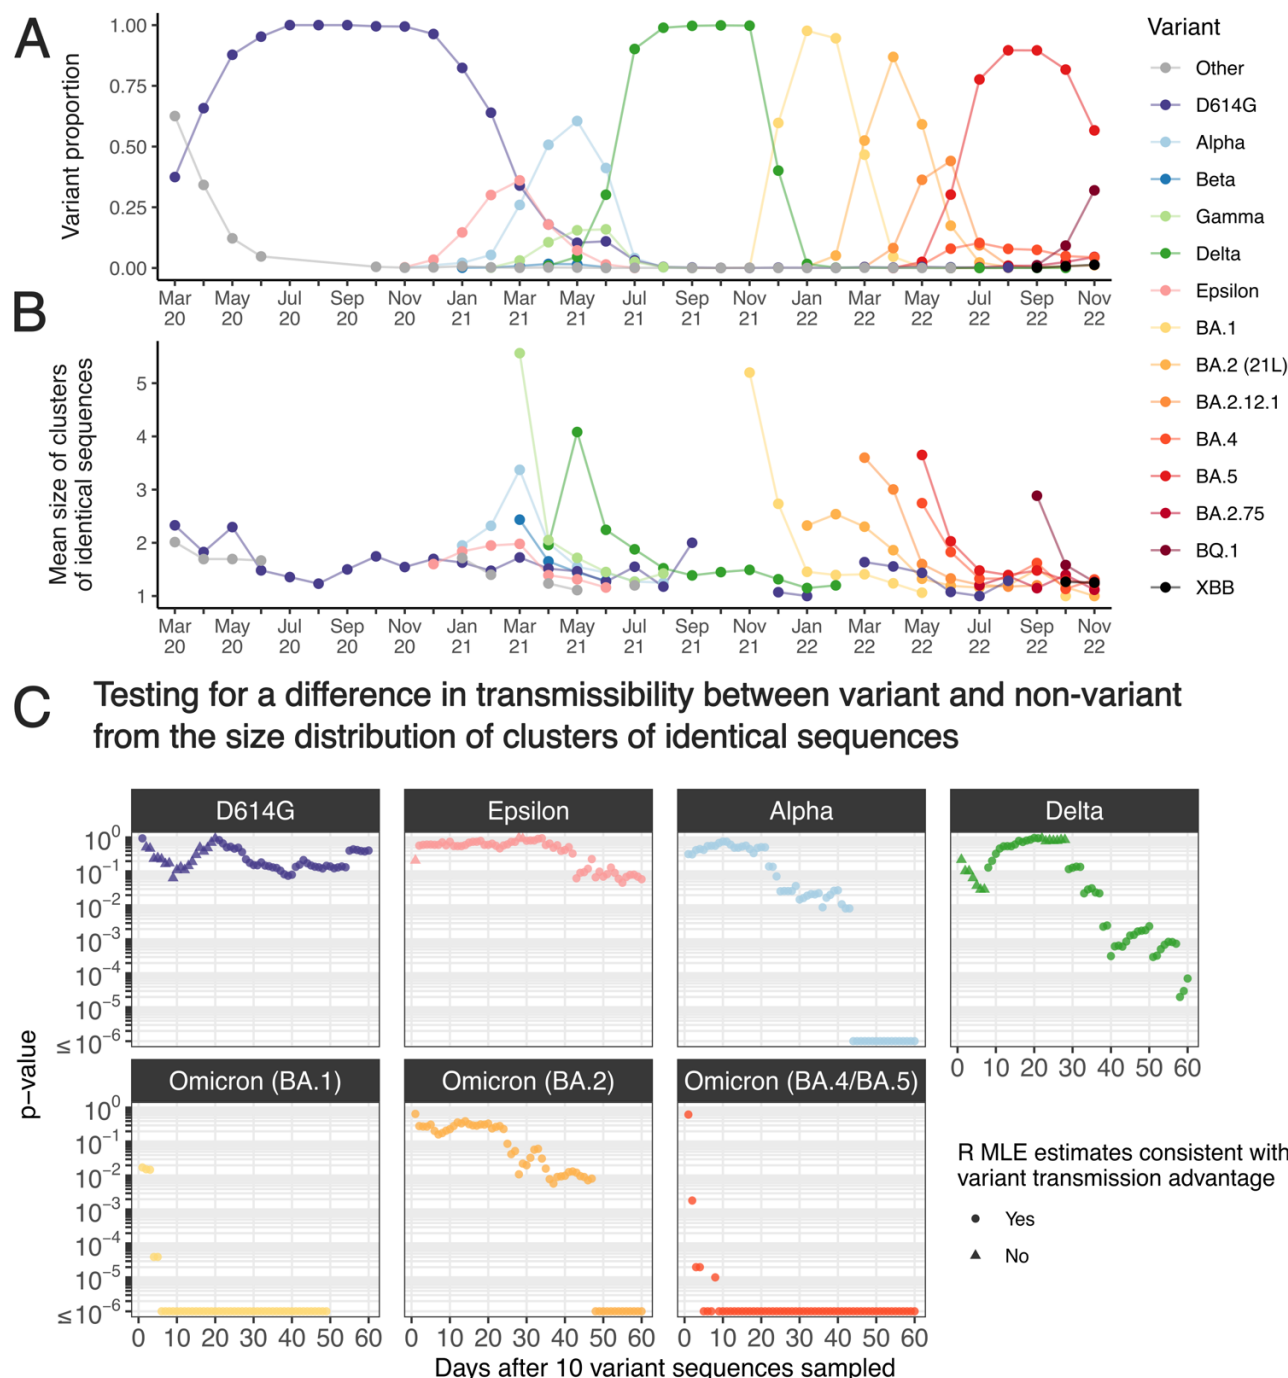 A
Variant proportion
1.00
0.75
0.50
0.25
0.00
Mar 20
May 20
Jul 20
Sep 20
Nov 20
Jan 21
Mar 21
May 21
Jul 21
Sep 21
Nov 21
Jan 22
Mar 22
May 22
Jul 22
Sep 22
Nov 22
Variant
Other
D614G
Alpha
Beta
Gamma
Delta
Epsilon
BA.1
BA.2 (21L)
BA.2.12.1
BA.4
BA.5
BA.2.75
BQ.1
XBB
B
Mean size of clusters
of identical sequences
5
4
3
2
1
Mar 20
May 20
Jul 20
Sep 20
Nov 20
Jan 21
Mar 21
May 21
Jul 21
Sep 21
Nov 21
Jan 22
Mar 22
May 22
Jul 22
Sep 22
Nov 22
C
Testing for a difference in transmissibility between variant and non-variant
from the size distribution of clusters of identical sequences
p−value
D614G
Epsilon
Alpha
Delta
10⁰
10⁻¹
10⁻²
10⁻³
10⁻⁴
10⁻⁵
≤ 10⁻⁶
0 10 20 30 40 50 60
Omicron (BA.1)
Omicron (BA.2)
Omicron (BA.4/BA.5)
10⁰
10⁻¹
10⁻²
10⁻³
10⁻⁴
10⁻⁵
≤ 10⁻⁶
0 10 20 30 40 50 60
0 10 20 30 40 50 60
0 10 20 30 40 50 60
Days after 10 variant sequences sampled
R MLE estimates consistent with
variant transmission advantage
Yes
No